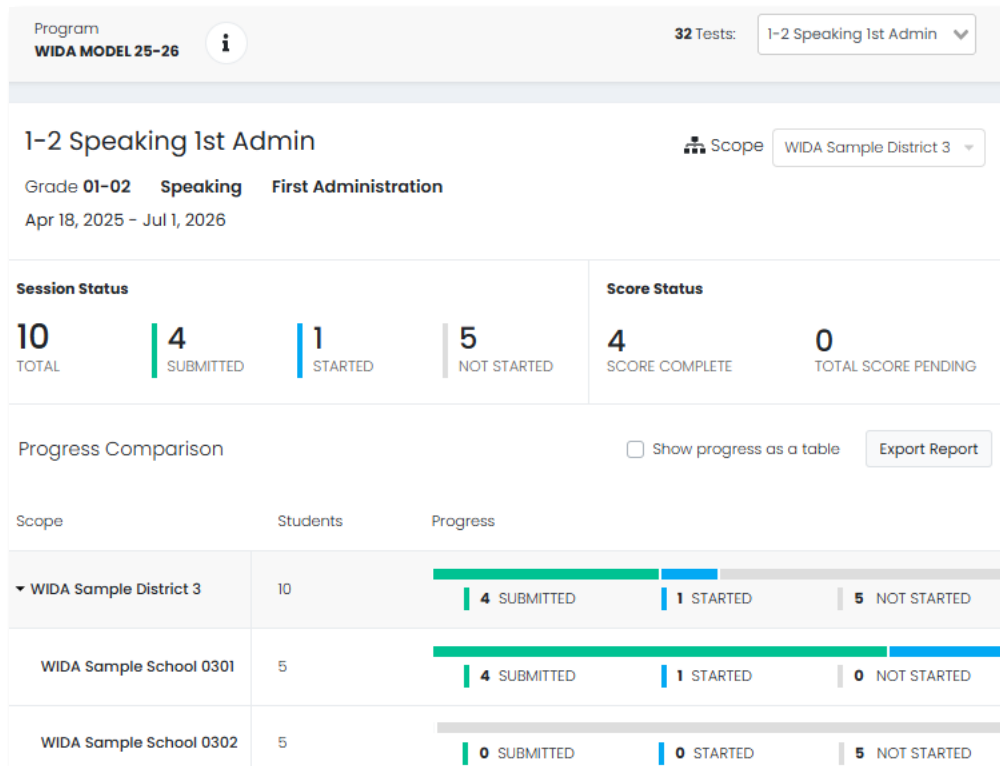 Program
WIDA MODEL 25-26
i
32 Tests:
1-2 Speaking 1st Admin
1-2 Speaking 1st Admin
Scope
WIDA Sample District 3
Grade 01-02 Speaking First Administration
Apr 18, 2025 - Jul 1, 2026
Session Status
10
TOTAL
4
SUBMITTED
1
STARTED
5
NOT STARTED
Score Status
4
SCORE COMPLETE
0
TOTAL SCORE PENDING
Progress Comparison
Show progress as a table
Export Report
Scope Students Progress
WIDA Sample District 3 10
4 SUBMITTED 1 STARTED 5 NOT STARTED
WIDA Sample School 0301 5
4 SUBMITTED 1 STARTED 0 NOT STARTED
WIDA Sample School 0302 5
0 SUBMITTED 0 STARTED 5 NOT STARTED